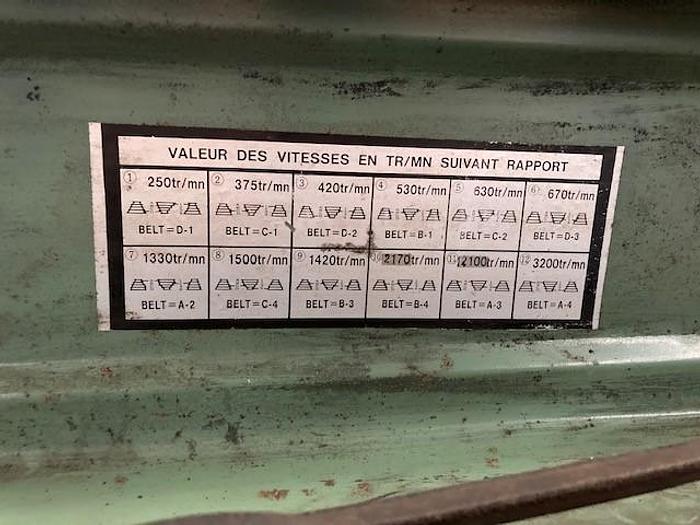 VALEUR DES VITESSES EN TR/MN SUIVANT RAPPORT
① 250tr/mn ② 375tr/mn ③ 420tr/mn ④ 530tr/mn ⑤ 630tr/mn ⑥ 670tr/mn
BELT=D-1 BELT=C-1 BELT=D-2 BELT=B-1 BELT=C-2 BELT=D-3
⑦ 1330tr/mn ⑧ 1500tr/mn ⑨ 1420tr/mn ⑩ 2170tr/mn ⑪ 2100tr/mn ⑫ 3200tr/mn
BELT=A-2 BELT=C-4 BELT=B-3 BELT=B-4 BELT=A-3 BELT=A-4